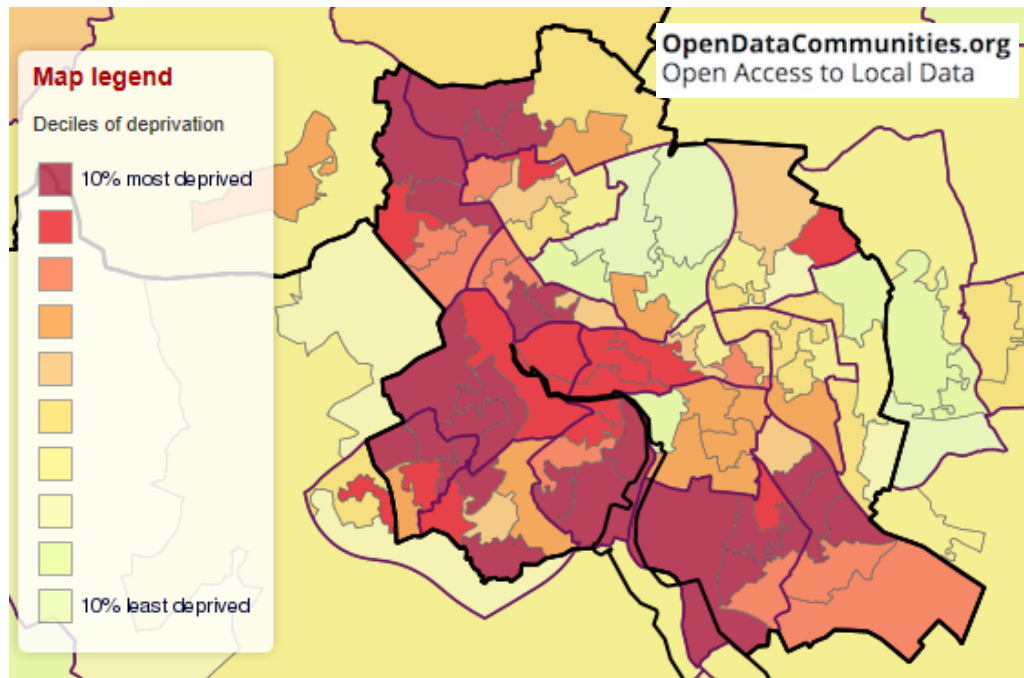 OpenDataCommunities.org
Open Access to Local Data
Map legend
Deciles of deprivation
10% most deprived
10% least deprived